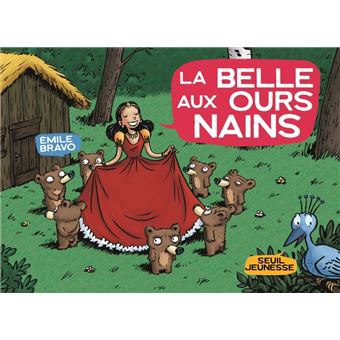 LA BELLE
AUX OURS
NAINS
ÉMILE
BRAVO
SEUIL
JEUNESSE